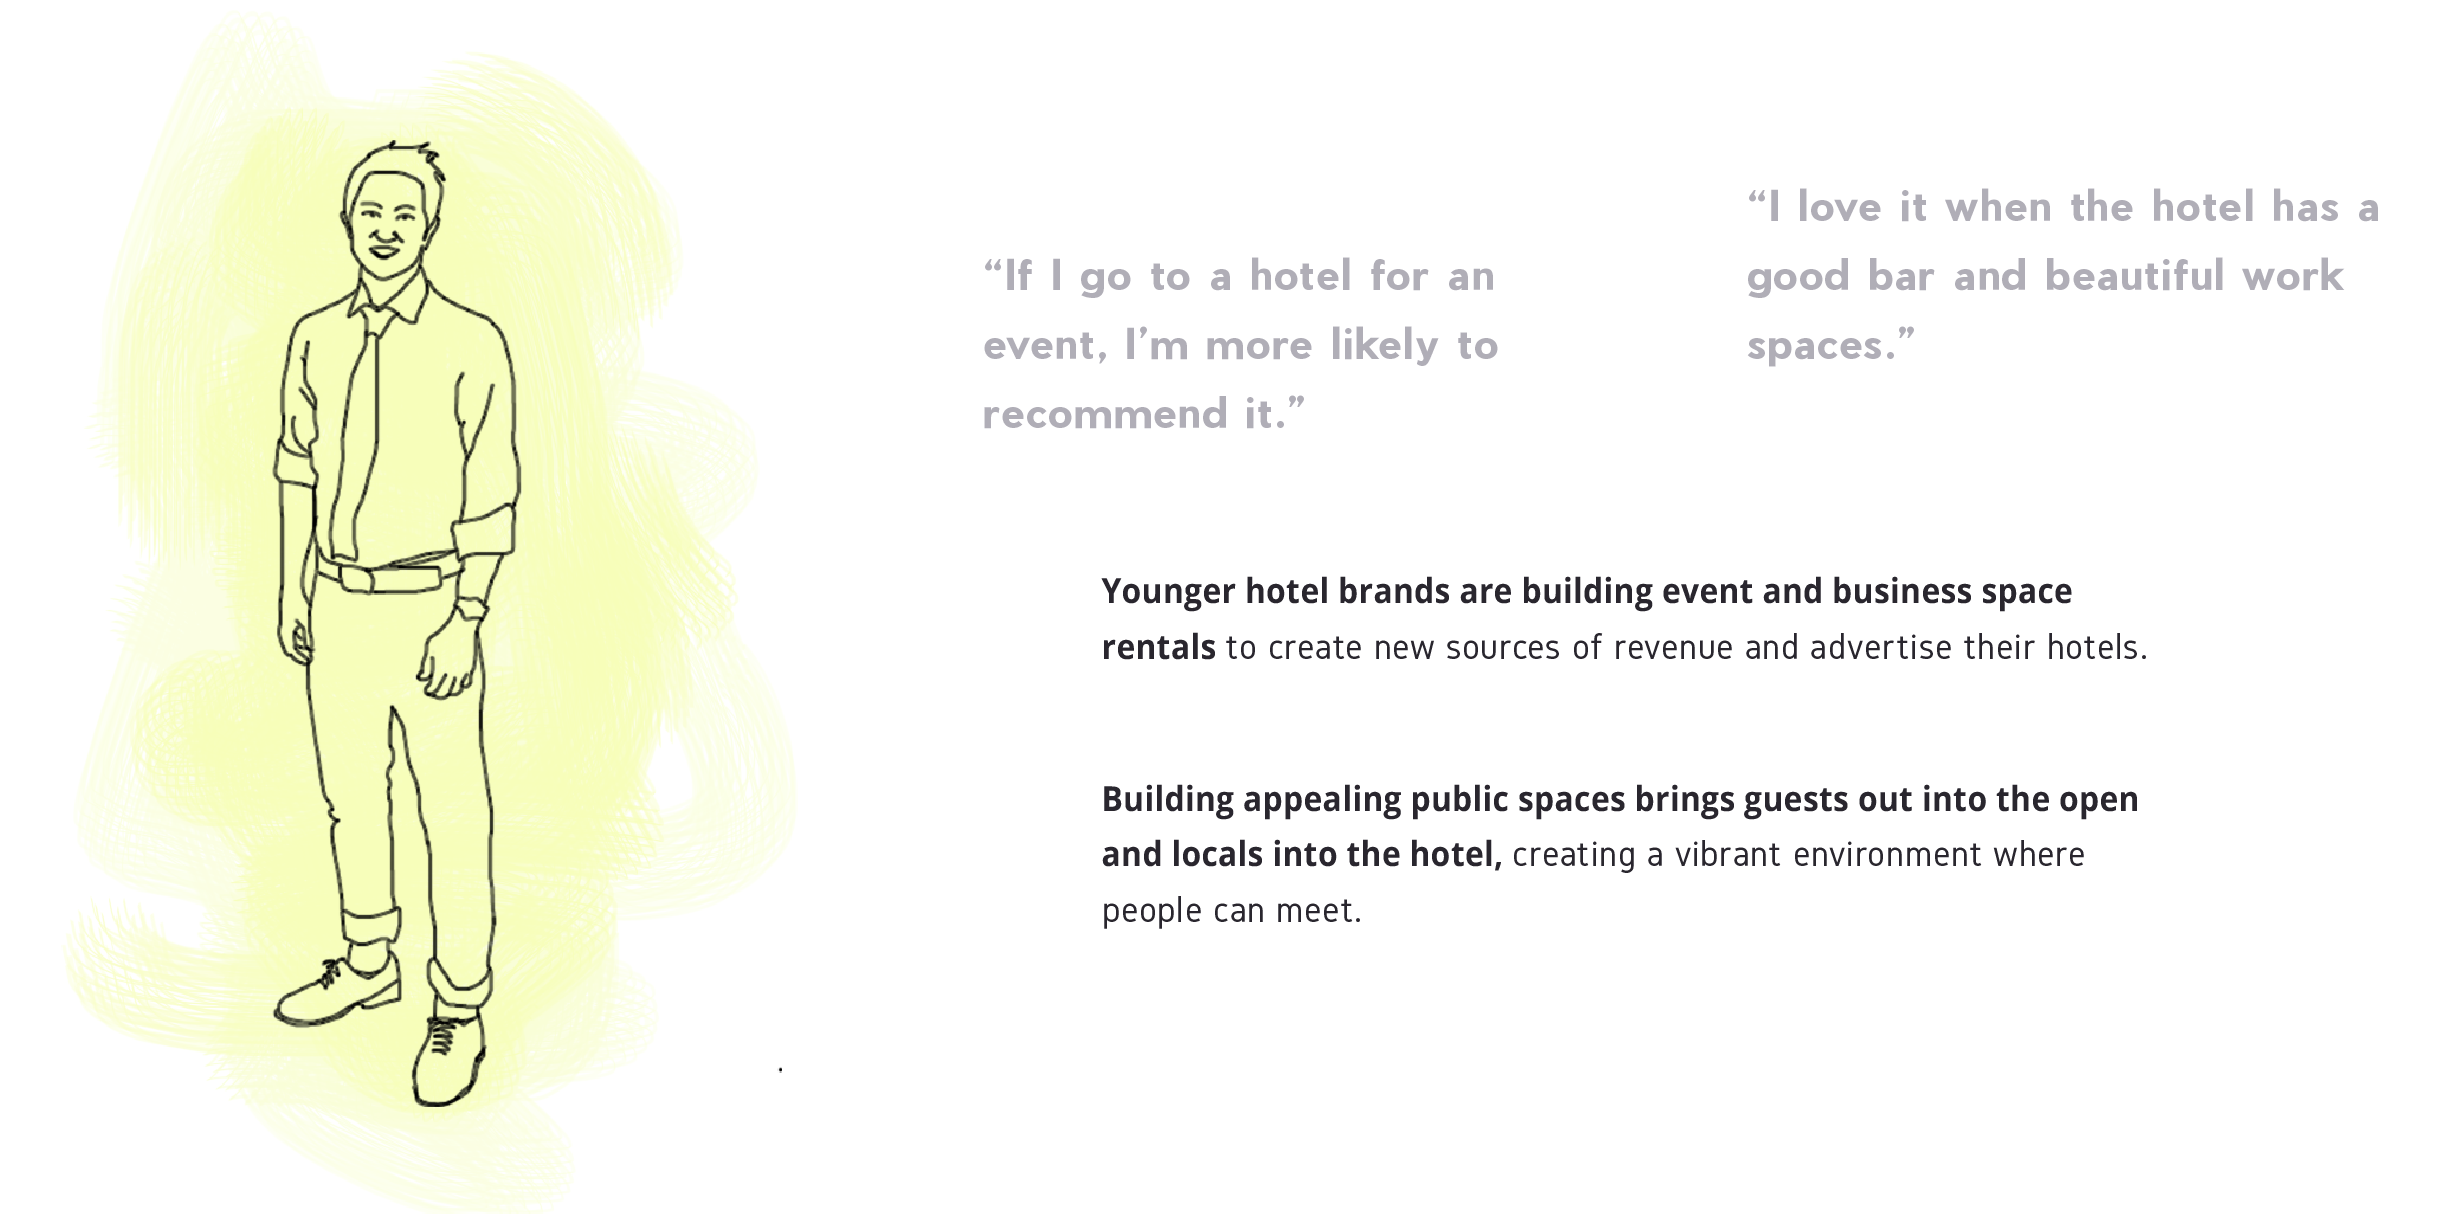 “If I go to a hotel for an
event, I’m more likely to
recommend it.”
“I love it when the hotel has a
good bar and beautiful work
spaces.”
Younger hotel brands are building event and business space
rentals to create new sources of revenue and advertise their hotels.
Building appealing public spaces brings guests out into the open
and locals into the hotel, creating a vibrant environment where
people can meet.